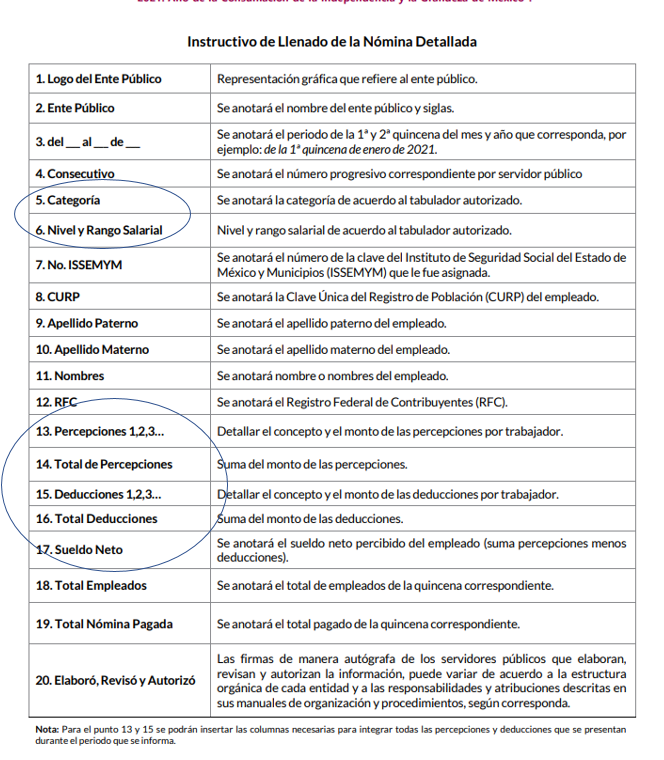 2021. Año de la Consumación de la Independencia y la Grandeza de México".
Instructivo de Llenado de la Nómina Detallada
1. Logo del Ente Público
Representación gráfica que refiere al ente público.
2. Ente Público
Se anotará el nombre del ente público y siglas.
3. del ___ al ___ de ___
Se anotará el periodo de la 1ª y 2ª quincena del mes y año que corresponda, por
ejemplo: de la 1ª quincena de enero de 2021.
4. Consecutivo
Se anotará el número progresivo correspondiente por servidor público
5. Categoría
Se anotará la categoría de acuerdo al tabulador autorizado.
6. Nivel y Rango Salarial
Nivel y rango salarial de acuerdo al tabulador autorizado.
7. No. ISSEMYM
Se anotará el número de la clave del Instituto de Seguridad Social del Estado de
México y Municipios (ISSEMYM) que le fue asignada.
8. CURP
Se anotará la Clave Única del Registro de Población (CURP) del empleado.
9. Apellido Paterno
Se anotará el apellido paterno del empleado.
10. Apellido Materno
Se anotará el apellido materno del empleado.
11. Nombres
Se anotará nombre o nombres del empleado.
12. RFC
Se anotará el Registro Federal de Contribuyentes (RFC).
13. Percepciones 1,2,3...
Detallar el concepto y el monto de las percepciones por trabajador.
14. Total de Percepciones
Suma del monto de las percepciones.
15. Deducciones 1,2,3...
Detallar el concepto y el monto de las deducciones por trabajador.
16. Total Deducciones
Suma del monto de las deducciones.
17. Sueldo Neto
Se anotará el sueldo neto percibido del empleado (suma percepciones menos
deducciones).
18. Total Empleados
Se anotará el total de empleados de la quincena correspondiente.
19. Total Nómina Pagada
Se anotará el total pagado de la quincena correspondiente.
20. Elaboró, Revisó y Autorizó
Las firmas de manera autógrafa de los servidores públicos que elaboran,
revisan y autorizan la información, puede variar de acuerdo a la estructura
orgánica de cada entidad y a las responsabilidades y atribuciones descritas en
sus manuales de organización y procedimientos, según corresponda.
Nota: Para el punto 13 y 15 se podrán insertar las columnas necesarias para integrar todas las percepciones y deducciones que se presentan
durante el periodo que se informa.